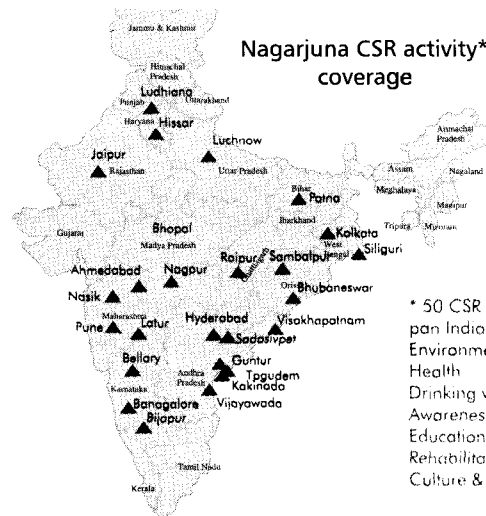 Jammu & Kashmir
Nagarjuna CSR activity*
coverage
Himachal
Pradesh
Ludhiana
Punjab
Uttarakhand
Haryana
Hissar
Luchnow
Jaipur
Rajasthan
Uttar Pradesh
Arunachal
Pradesh
Assam
Nagaland
Meghalaya
Manipur
Tripura
Mizoram
Bihar
Patna
Jharkhand
Kolkata
West
Bengal
Siliguri
Bhopal
Gujarat
Madya Pradesh
Raipur
Sambalpur
Ahmedabad
Nagpur
Bhubaneswar
Nasik
Maharashtra
Pune
Latur
Hyderabad
Sadasivpet
Visakhapatnam
Bellary
Guntur
Andhra
Pradesh
Tpgudem
Kakinada
Karnataka
Vijayawada
Banagalore
Bijapur
Tamil Nadu
Kerala
* 50 CSR
pan India
Environme
Health
Drinking
Awarenes
Education
Rehabilita
Culture &